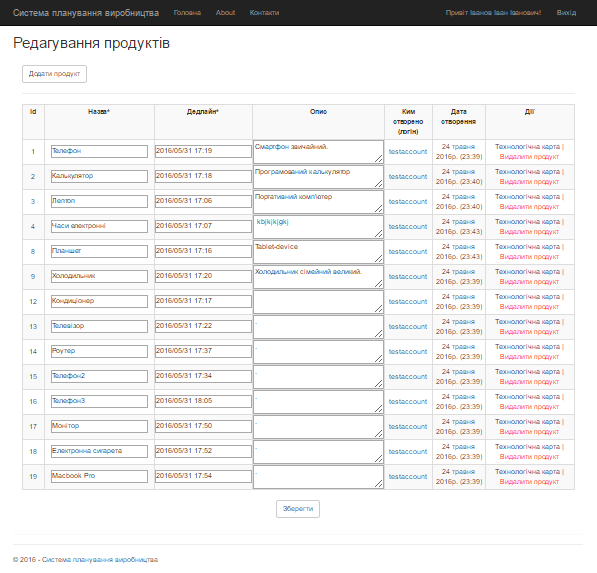 Система планування виробництва Головна About Контакти Привіт Іванов Іван Іванович! Вихід
Редагування продуктів
Додати продукт
Id Назва* Дедлайн* Опис Ким створено (логін) Дата створення Дії
1 Телефон 2016/05/31 17:19 Смартфон звичайний. testaccount 24 травня 2016р. (23:39) Технологічна карта | Видалити продукт
2 Калькулятор 2016/05/31 17:18 Програмований калькулятор testaccount 24 травня 2016р. (23:40) Технологічна карта | Видалити продукт
3 Лептоп 2016/05/31 17:06 Портативний комп'ютер testaccount 24 травня 2016р. (23:40) Технологічна карта | Видалити продукт
4 Часи електронні 2016/05/31 17:07 kbjkjkjgkj testaccount 24 травня 2016р. (23:43) Технологічна карта | Видалити продукт
8 Планшет 2016/05/31 17:16 Tablet-device testaccount 24 травня 2016р. (23:43) Технологічна карта | Видалити продукт
9 Холодильник 2016/05/31 17:20 Холодильник сімейний великий. testaccount 24 травня 2016р. (23:39) Технологічна карта | Видалити продукт
12 Кондиціонер 2016/05/31 17:17 testaccount 24 травня 2016р. (23:39) Технологічна карта | Видалити продукт
13 Телевізор 2016/05/31 17:22 . testaccount 24 травня 2016р. (23:39) Технологічна карта | Видалити продукт
14 Роутер 2016/05/31 17:37 . testaccount 24 травня 2016р. (23:39) Технологічна карта | Видалити продукт
15 Телефон2 2016/05/31 17:34 . testaccount 24 травня 2016р. (23:39) Технологічна карта | Видалити продукт
16 Телефон3 2016/05/31 18:05 . testaccount 24 травня 2016р. (23:39) Технологічна карта | Видалити продукт
17 Монітор 2016/05/31 17:50 . testaccount 24 травня 2016р. (23:39) Технологічна карта | Видалити продукт
18 Електронна сигарета 2016/05/31 17:52 . testaccount 24 травня 2016р. (23:39) Технологічна карта | Видалити продукт
19 Macbook Pro 2016/05/31 17:54 . testaccount 24 травня 2016р. (23:39) Технологічна карта | Видалити продукт
Зберегти
© 2016 - Система планування виробництва